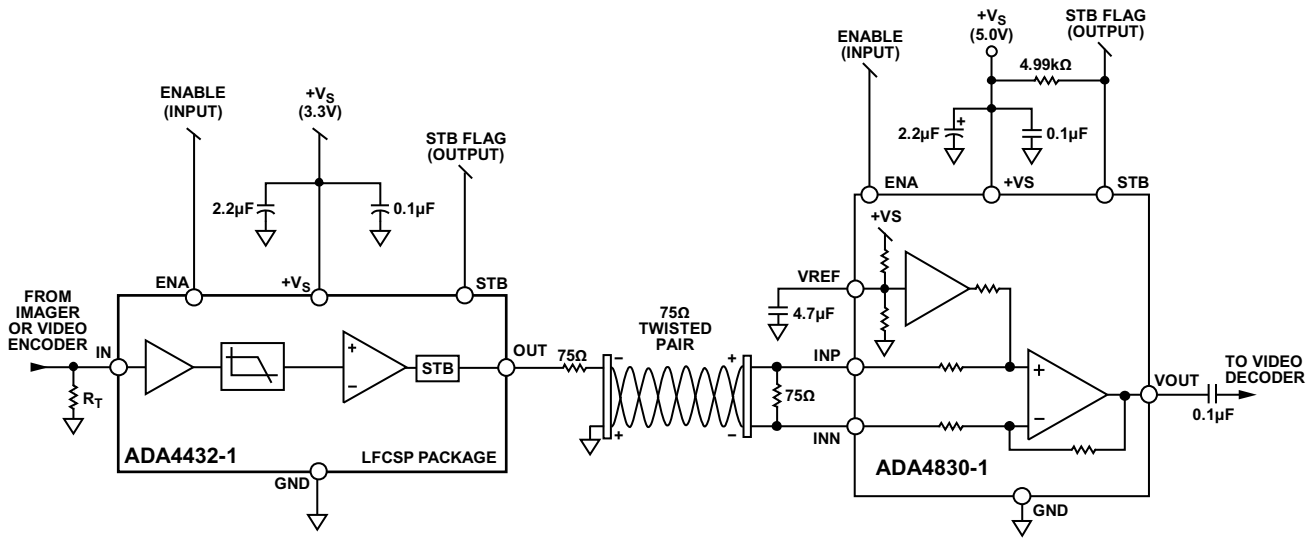 ENABLE
(INPUT)
+VS
(3.3V)
STB FLAG
(OUTPUT)
2.2µF
0.1µF
ENA
+VS
STB
FROM
IMAGER
OR VIDEO
ENCODER
IN
RT
STB
OUT
ADA4432-1
LFCSP PACKAGE
GND
75Ω
75Ω
TWISTED
PAIR
–
+
+
–
75Ω
ENABLE
(INPUT)
+VS
(5.0V)
STB FLAG
(OUTPUT)
4.99kΩ
2.2µF
+
0.1µF
ENA
+VS
STB
+VS
VREF
4.7µF
INP
INN
+
–
+
–
VOUT
0.1µF
TO VIDEO
DECODER
ADA4830-1
GND